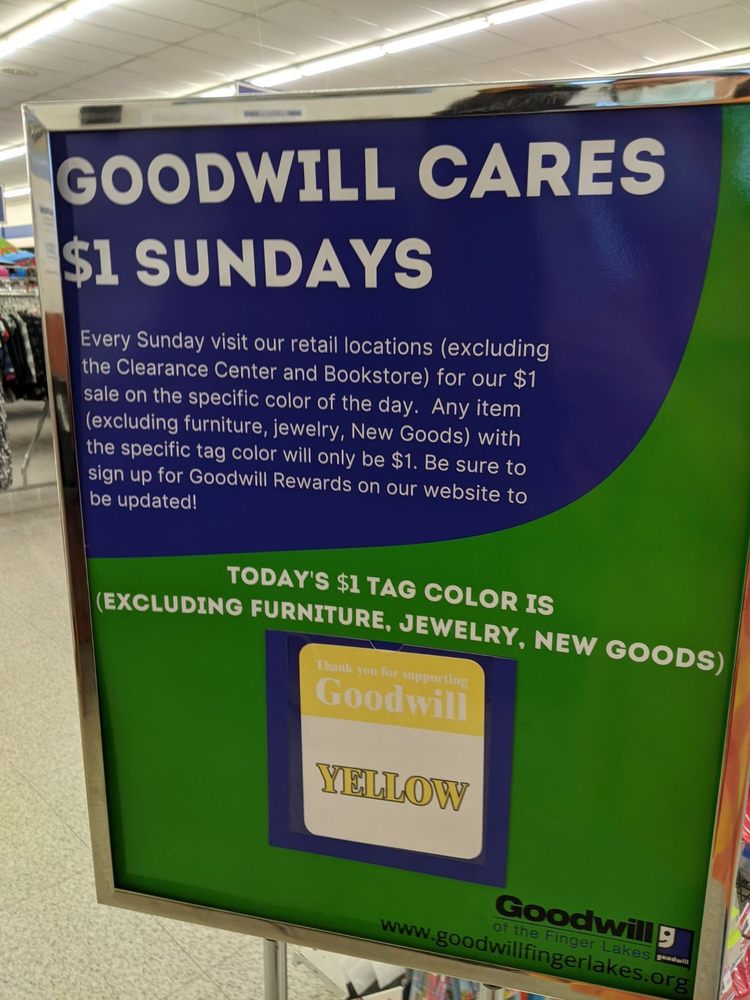 GOODWILL CARES
$1 SUNDAYS
Every Sunday visit our retail locations (excluding
the Clearance Center and Bookstore) for our $1
sale on the specific color of the day. Any item
(excluding furniture, jewelry, New Goods) with
the specific tag color will only be $1. Be sure to
sign up for Goodwill Rewards on our website to
be updated!
TODAY'S $1 TAG COLOR IS
(EXCLUDING FURNITURE, JEWELRY, NEW GOODS)
Thank you for supporting
Goodwill
YELLOW
Goodwill
of the Finger Lakes
goodwill
www.goodwillfingerlakes.org